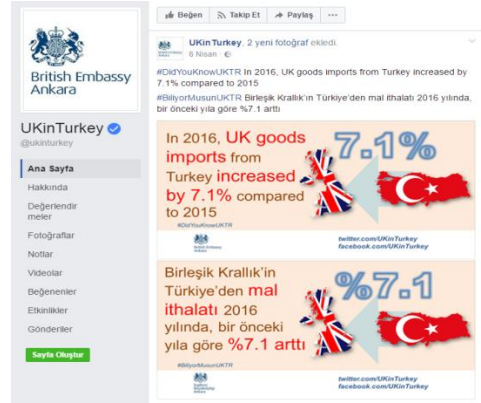 Beğen Takip Et Paylaş ...
British Embassy
Ankara
UKinTurkey
@ukinturkey
Ana Sayfa
Hakkında
Değerlendir
meler
Fotoğraflar
Notlar
Videolar
Beğenenler
Etkinlikler
Gönderiler
Sayfa Oluştur
UKinTurkey, 2 yeni fotoğraf ekledi.
6 Nisan
#DidYouKnowUKTR In 2016, UK goods imports from Turkey increased by
7.1% compared to 2015
#BiliyorMusunUKTR Birleşik Krallık'ın Türkiye'den mal ithalatı 2016 yılında,
bir önceki yıla göre %7.1 arttı
In 2016, UK goods
imports from
Turkey increased
by 7.1% compared
to 2015
#DidYouKnowUKTR
7.1%
British Embassy
Ankara
twitter.com/UKinTurkey
facebook.com/UKinTurkey
Birleşik Krallık'in
Türkiye'den mal
ithalatı 2016
yılında, bir önceki
yıla göre %7.1 arttı
#BiliyorMusunUKTR
%7.1
twitter.com/UKinTurkey
facebook.com/UKinTurkey